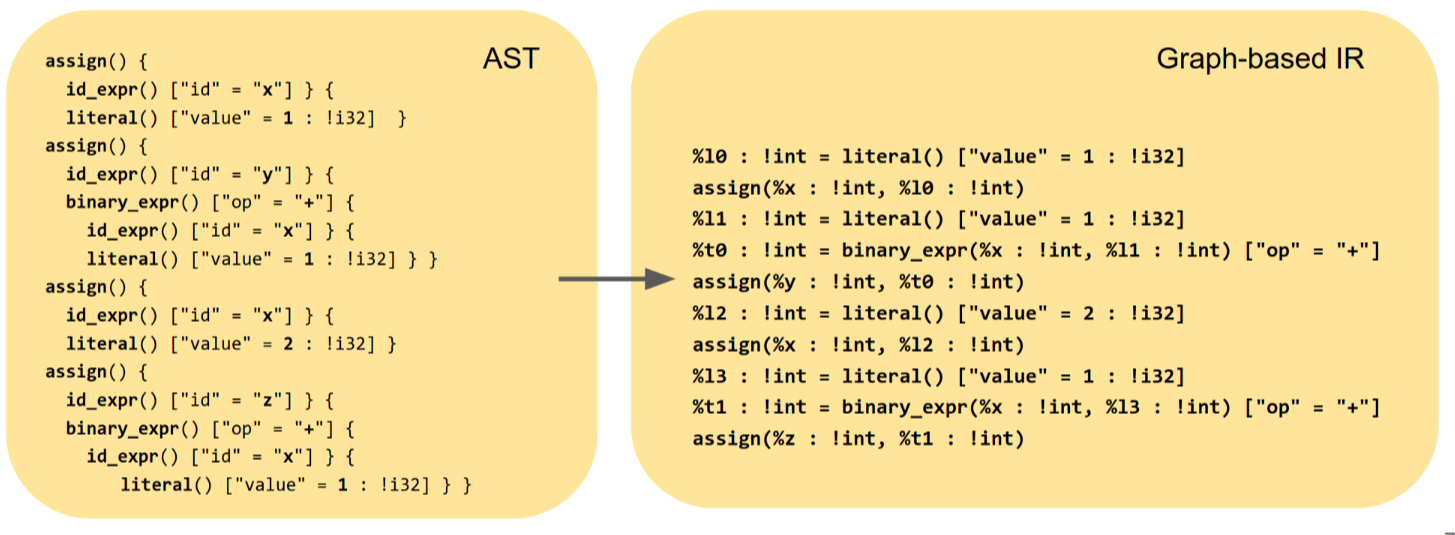 AST
assign() {
  id_expr() ["id" = "x"] } {
  literal() ["value" = 1 : !i32]  }
assign() {
  id_expr() ["id" = "y"] } {
  binary_expr() ["op" = "+"] {
    id_expr() ["id" = "x"] } {
    literal() ["value" = 1 : !i32] } }
assign() {
  id_expr() ["id" = "x"] } {
  literal() ["value" = 2 : !i32] }
assign() {
  id_expr() ["id" = "z"] } {
  binary_expr() ["op" = "+"] {
    id_expr() ["id" = "x"] } {
       literal() ["value" = 1 : !i32] } }
Graph-based IR
%l0 : !int = literal() ["value" = 1 : !i32]
assign(%x : !int, %l0 : !int)
%l1 : !int = literal() ["value" = 1 : !i32]
%t0 : !int = binary_expr(%x : !int, %l1 : !int) ["op" = "+"]
assign(%y : !int, %t0 : !int)
%l2 : !int = literal() ["value" = 2 : !i32]
assign(%x : !int, %l2 : !int)
%l3 : !int = literal() ["value" = 1 : !i32]
%t1 : !int = binary_expr(%x : !int, %l3 : !int) ["op" = "+"]
assign(%z : !int, %t1 : !int)